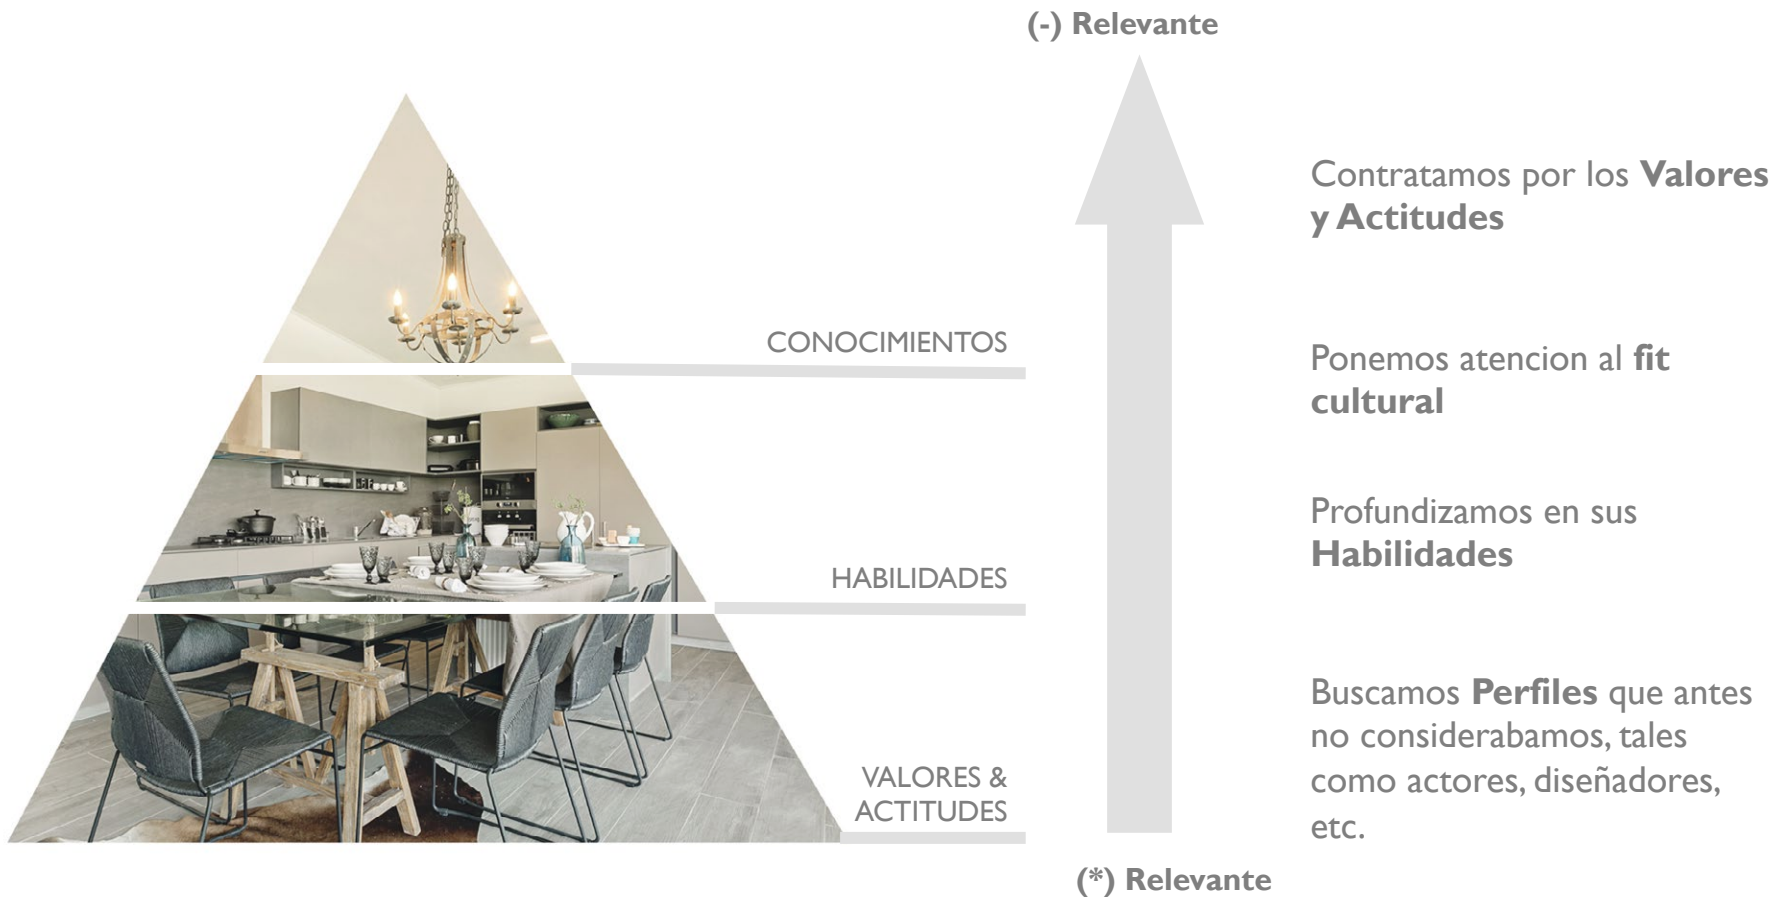 (-) Relevante
CONOCIMIENTOS
HABILIDADES
VALORES &
ACTITUDES
(*) Relevante
Contratamos por los Valores
y Actitudes
Ponemos atencion al fit
cultural
Profundizamos en sus
Habilidades
Buscamos Perfiles que antes
no considerabamos, tales
como actores, diseñadores,
etc.